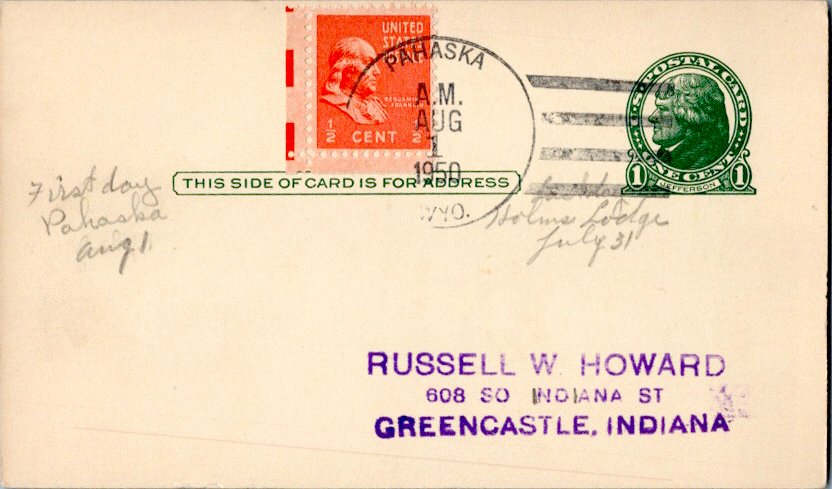 UNITED
STATES
BENJAMIN
FRANKLIN
½ CENT ½
PAHASKA
A.M.
AUG
1
1950
WYO.
U.S. POSTAL CARD
1 ONE CENT 1
JEFFERSON
THIS SIDE OF CARD IS FOR ADDRESS
First day
Pahaska
Aug 1
Last day
Holms Lodge
July 31
RUSSELL W. HOWARD
608 SO INDIANA ST
GREENCASTLE, INDIANA